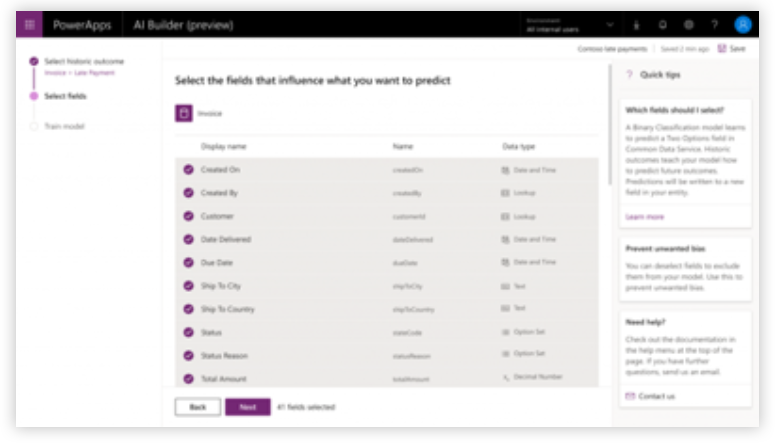 PowerApps AI Builder (preview) Environment All internal users ?
Contoso late payments Saved 2 min ago Save
Select historic outcome
Invoice > Late Payment
Select fields
Train model
Select the fields that influence what you want to predict
Invoice
Display name Name Data type
Created On createdOn Date and Time
Created By createdBy Lookup
Customer customerId Lookup
Date Delivered dateDelivered Date and Time
Due Date dueDate Date and Time
Ship To City shipToCity Text
Ship To Country shipToCountry Text
Status stateCode Option Set
Status Reason statusReason Option Set
Total Amount totalAmount Decimal Number
Back Next 41 fields selected
? Quick tips
Which fields should I select?
A Binary Classification model learns
to predict a Two Options field in
Common Data Service. Historic
outcomes teach your model how
to predict future outcomes.
Predictions will be written to a new
field in your entity.
Learn more
Prevent unwanted bias
You can deselect fields to exclude
them from your model. Use this to
prevent unwanted bias.
Need help?
Check out the documentation in
the help menu at the top of the
page. If you have further
questions, send us an email.
Contact us